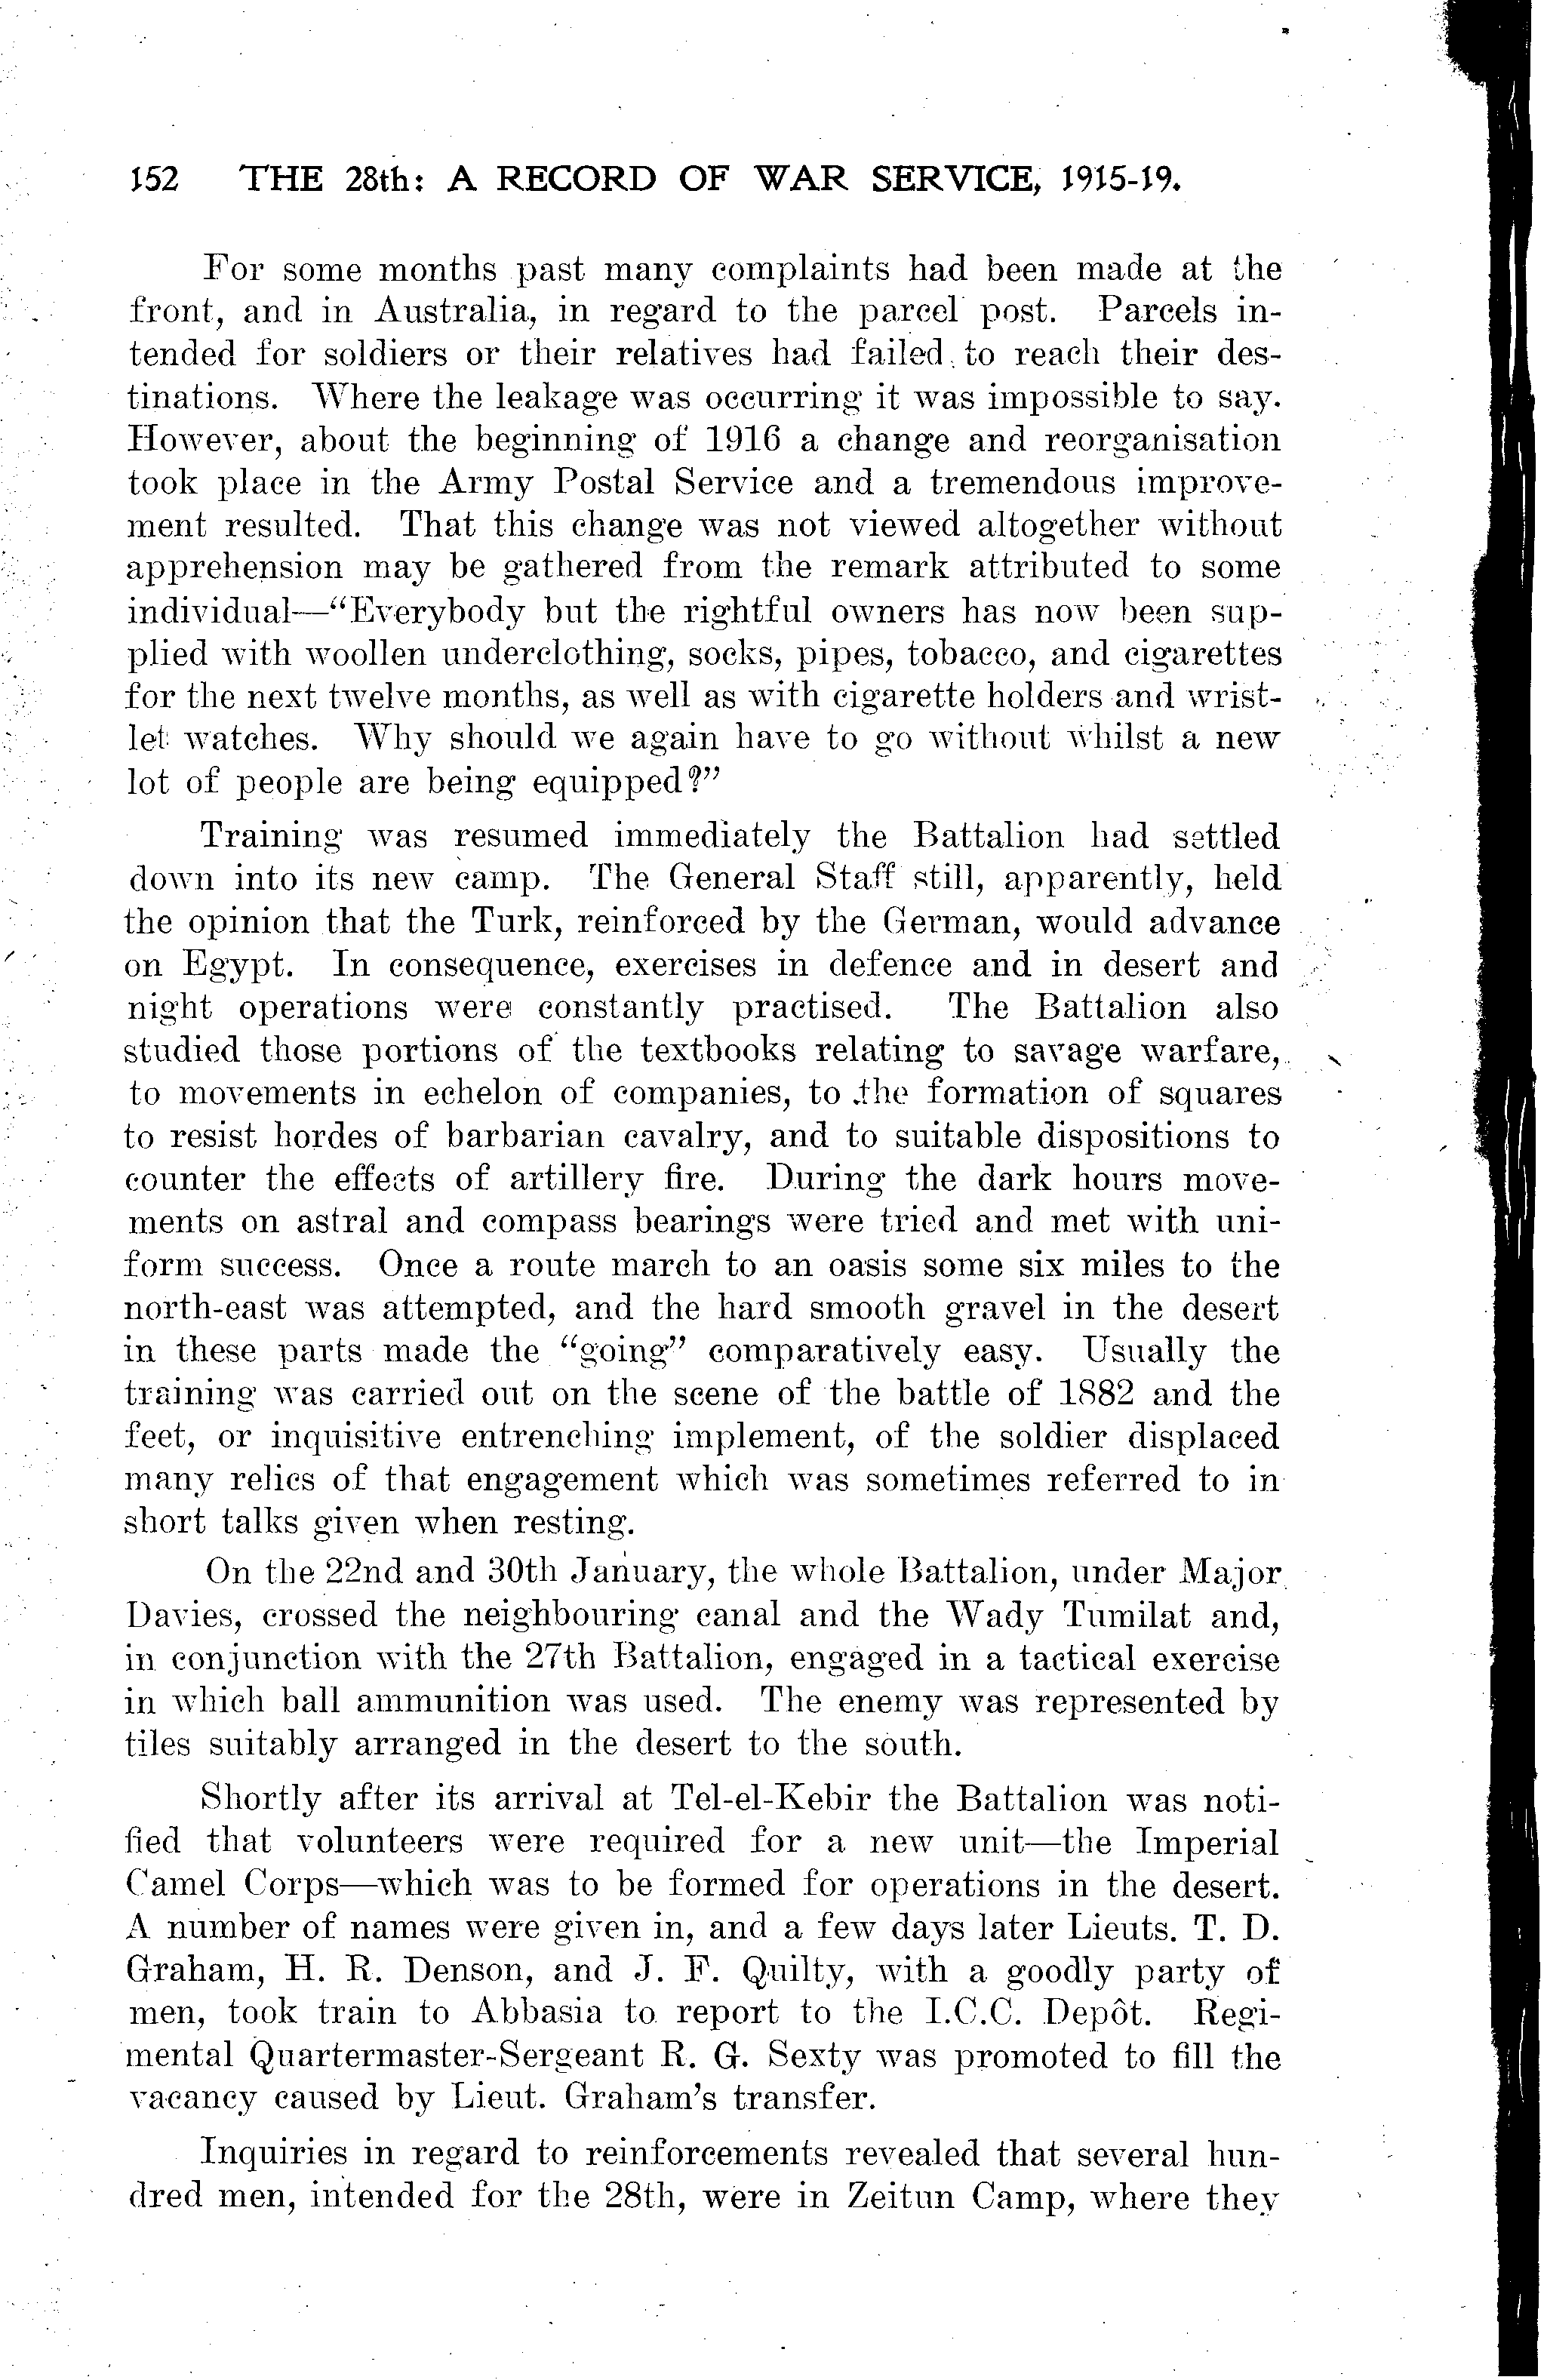 152 THE 28th: A RECORD OF WAR SERVICE, 1915-19.
For some months past many complaints had been made at the
front, and in Australia, in regard to the parcel post. Parcels in-
tended for soldiers or their relatives had failed to reach their des-
tinations. Where the leakage was occurring it was impossible to say.
However, about the beginning of 1916 a change and reorganisation
took place in the Army Postal Service and a tremendous improve-
ment resulted. That this change was not viewed altogether without
apprehension may be gathered from the remark attributed to some
individual—“Everybody but the rightful owners has now been sup-
plied with woollen underclothing, socks, pipes, tobacco, and cigarettes
for the next twelve months, as well as with cigarette holders and wrist-
let watches. Why should we again have to go without whilst a new
lot of people are being equipped?”
Training was resumed immediately the Battalion had settled
down into its new camp. The General Staff still, apparently, held
the opinion that the Turk, reinforced by the German, would advance
on Egypt. In consequence, exercises in defence and in desert and
night operations were constantly practised. The Battalion also
studied those portions of the textbooks relating to savage warfare,
to movements in echelon of companies, to the formation of squares
to resist hordes of barbarian cavalry, and to suitable dispositions to
counter the effects of artillery fire. During the dark hours move-
ments on astral and compass bearings were tried and met with uni-
form success. Once a route march to an oasis some six miles to the
north-east was attempted, and the hard smooth gravel in the desert
in these parts made the “going” comparatively easy. Usually the
training was carried out on the scene of the battle of 1882 and the
feet, or inquisitive entrenching implement, of the soldier displaced
many relics of that engagement which was sometimes referred to in
short talks given when resting.
On the 22nd and 30th January, the whole Battalion, under Major
Davies, crossed the neighbouring canal and the Wady Tumilat and,
in conjunction with the 27th Battalion, engaged in a tactical exercise
in which ball ammunition was used. The enemy was represented by
tiles suitably arranged in the desert to the south.
Shortly after its arrival at Tel-el-Kebir the Battalion was noti-
fied that volunteers were required for a new unit—the Imperial
Camel Corps—which was to be formed for operations in the desert.
A number of names were given in, and a few days later Lieuts. T. D.
Graham, H. R. Denson, and J. F. Quilty, with a goodly party of
men, took train to Abbasia to report to the I.C.C. Depôt. Regi-
mental Quartermaster-Sergeant R. G. Sexty was promoted to fill the
vacancy caused by Lieut. Graham’s transfer.
Inquiries in regard to reinforcements revealed that several hun-
dred men, intended for the 28th, were in Zeitun Camp, where they